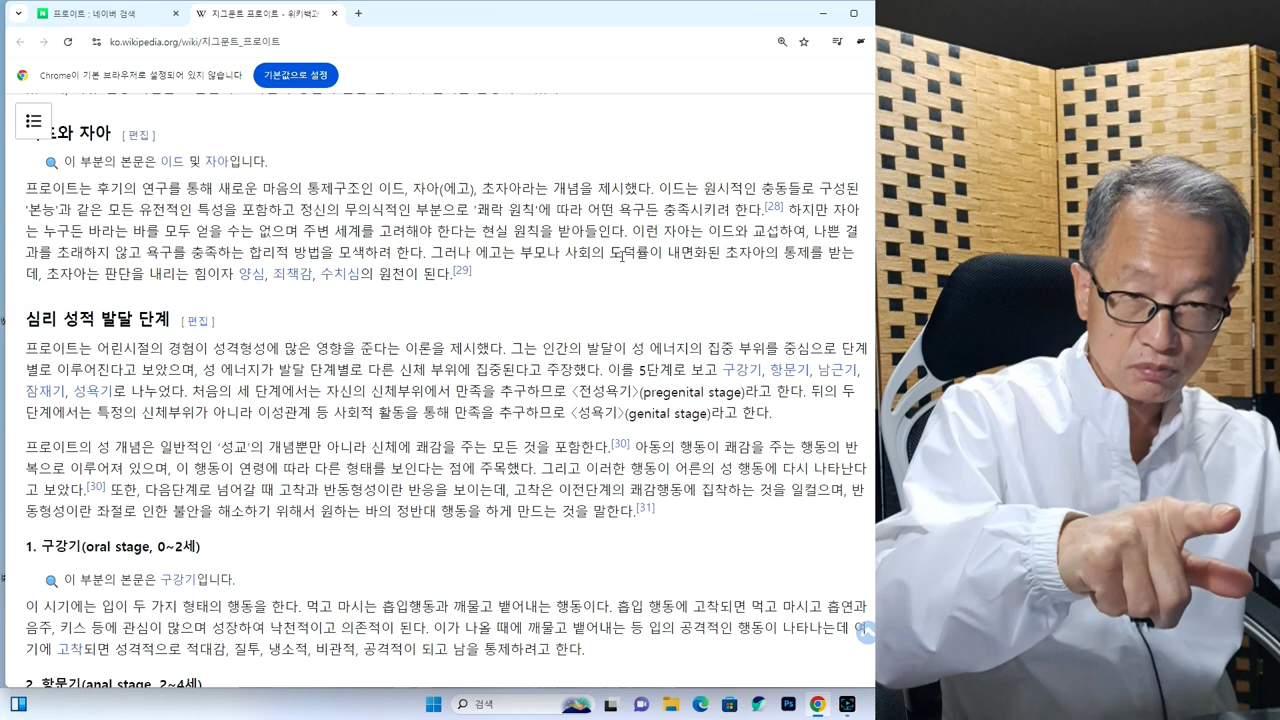 프로이트 : 네이버 검색
지그문트 프로이트 - 위키백과
ko.wikipedia.org/wiki/지그문트_프로이트
Chrome이 기본 브라우저로 설정되어 있지 않습니다
기본값으로 설정
와 자아 [ 편집 ]
이 부분의 본문은 이드 및 자아입니다.
프로이트는 후기의 연구를 통해 새로운 마음의 통제구조인 이드, 자아(에고), 초자아라는 개념을 제시했다. 이드는 원시적인 충동들로 구성된
'본능'과 같은 모든 유전적인 특성을 포함하고 정신의 무의식적인 부분으로 '쾌락 원칙'에 따라 어떤 욕구든 충족시키려 한다.[28] 하지만 자아
는 누구든 바라는 바를 모두 얻을 수는 없으며 주변 세계를 고려해야 한다는 현실 원칙을 받아들인다. 이런 자아는 이드와 교섭하여, 나쁜 결
과를 초래하지 않고 욕구를 충족하는 합리적 방법을 모색하려 한다. 그러나 에고는 부모나 사회의 도덕률이 내면화된 초자아의 통제를 받는
데, 초자아는 판단을 내리는 힘이자 양심, 죄책감, 수치심의 원천이 된다.[29]
심리 성적 발달 단계 [ 편집 ]
프로이트는 어린시절의 경험이 성격형성에 많은 영향을 준다는 이론을 제시했다. 그는 인간의 발달이 성 에너지의 집중 부위를 중심으로 단계
별로 이루어진다고 보았으며, 성 에너지가 발달 단계별로 다른 신체 부위에 집중된다고 주장했다. 이를 5단계로 보고 구강기, 항문기, 남근기,
잠재기, 성욕기로 나누었다. 처음의 세 단계에서는 자신의 신체부위에서 만족을 추구하므로 〈전성욕기〉(pregenital stage)라고 한다. 뒤의 두
단계에서는 특정의 신체부위가 아니라 이성관계 등 사회적 활동을 통해 만족을 추구하므로 〈성욕기〉(genital stage)라고 한다.
프로이트의 성 개념은 일반적인 '성교'의 개념뿐만 아니라 신체에 쾌감을 주는 모든 것을 포함한다.[30] 아동의 행동이 쾌감을 주는 행동의 반
복으로 이루어져 있으며, 이 행동이 연령에 따라 다른 형태를 보인다는 점에 주목했다. 그리고 이러한 행동이 어른의 성 행동에 다시 나타난다
고 보았다.[30] 또한, 다음단계로 넘어갈 때 고착과 반동형성이란 반응을 보이는데, 고착은 이전단계의 쾌감행동에 집착하는 것을 일컬으며, 반
동형성이란 좌절로 인한 불안을 해소하기 위해서 원하는 바의 정반대 행동을 하게 만드는 것을 말한다.[31]
1. 구강기(oral stage, 0~2세)
이 부분의 본문은 구강기입니다.
이 시기에는 입이 두 가지 형태의 행동을 한다. 먹고 마시는 흡입행동과 깨물고 뱉어내는 행동이다. 흡입 행동에 고착되면 먹고 마시고 흡연과
음주, 키스 등에 관심이 많으며 성장하여 낙천적이고 의존적이 된다. 이가 나올 때에 깨물고 뱉어내는 등 입의 공격적인 행동이 나타나는데 여
기에 고착되면 성격적으로 적대감, 질투, 냉소적, 비관적, 공격적이 되고 남을 통제하려고 한다.
2. 항문기(anal stage, 2~4세)
검색